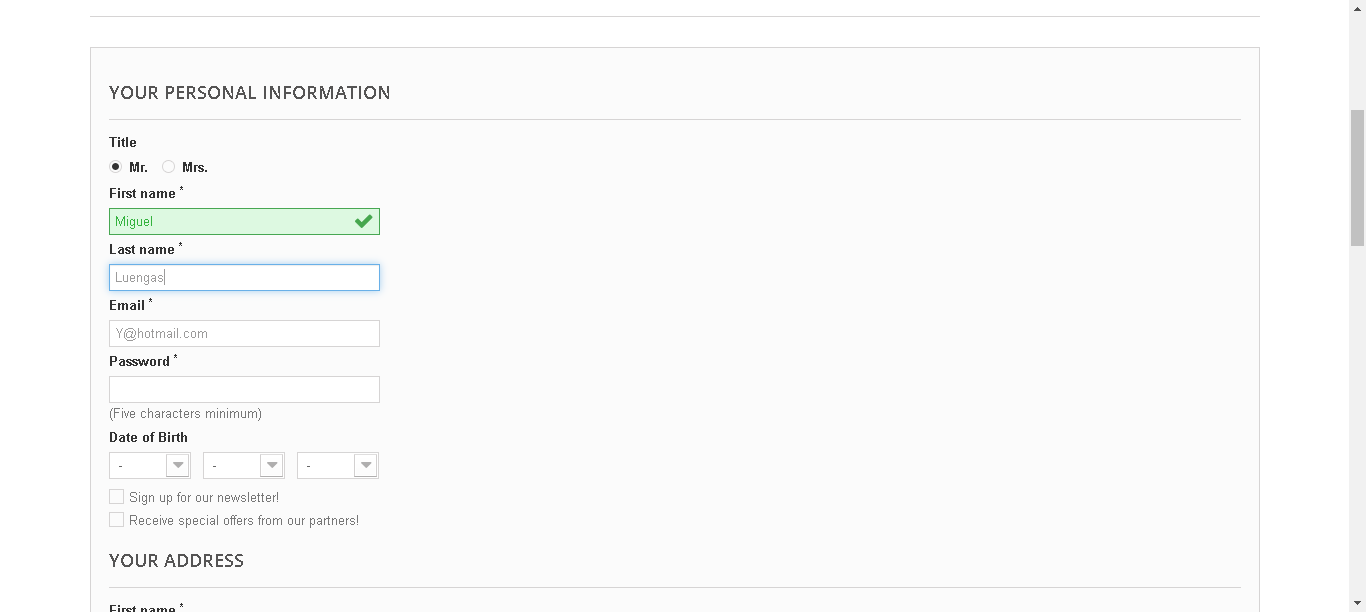 YOUR PERSONAL INFORMATION
Title
Mr. Mrs.
First name *
Miguel
Last name *
Luengas
Email *
Y@hotmail.com
Password *
(Five characters minimum)
Date of Birth
- - -
Sign up for our newsletter!
Receive special offers from our partners!
YOUR ADDRESS
First name *